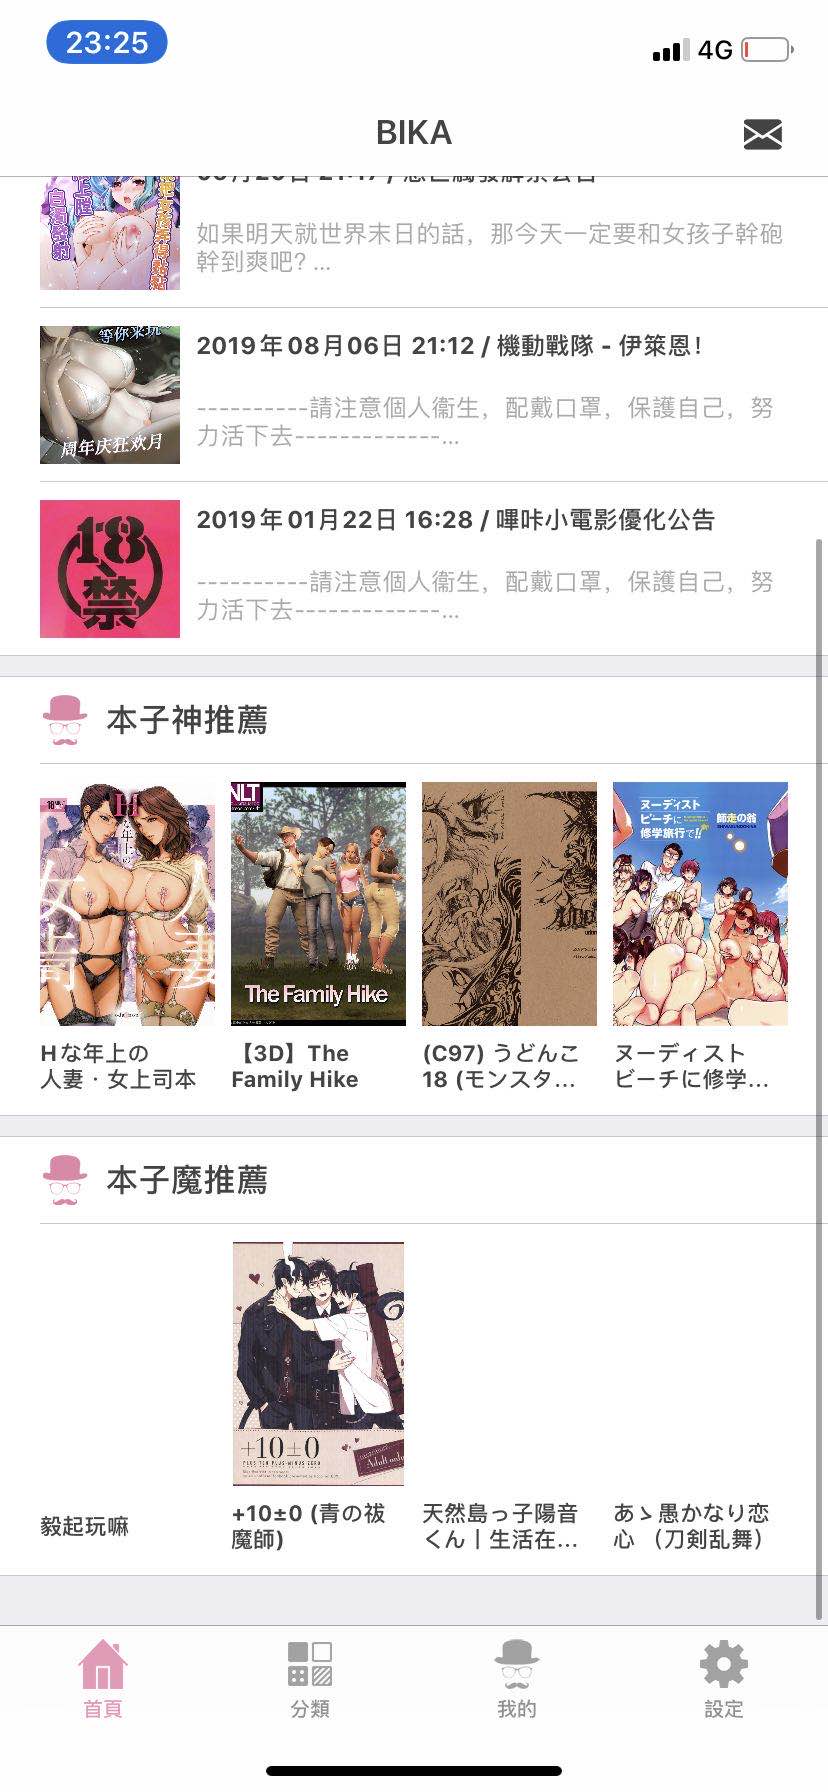 23:25
4G
BIKA
如果明天就世界末日的話，那今天一定要和女孩子幹砲
幹到爽吧? ...
等你来玩~
周年庆狂欢月
2019年08月06日 21:12 / 機動戰隊 - 伊萊恩!
----------請注意個人衞生，配戴口罩，保護自己，努
力活下去-------------...
18
禁
2019年01月22日 16:28 / 嗶咔小電影優化公告
----------請注意個人衞生，配戴口罩，保護自己，努
力活下去-------------...
本子神推薦
H
な年上の
女上司
人妻
NLT
The Family Hike
ヌーディスト
ビーチに
修学旅行で!!
師走の翁
Hな年上の
人妻・女上司本
【3D】The
Family Hike
(C97) うどんこ
18 (モンスタ...
ヌーディスト
ビーチに修学...
本子魔推薦
+10±0
PLUS TEN PLUS-MINUS ZERO
Adult only
毅起玩嘛
+10±0 (青の祓
魔師)
天然島っ子陽音
くん丨生活在...
あゝ愚かなり恋
心 （刀剣乱舞）
首頁
分類
我的
設定